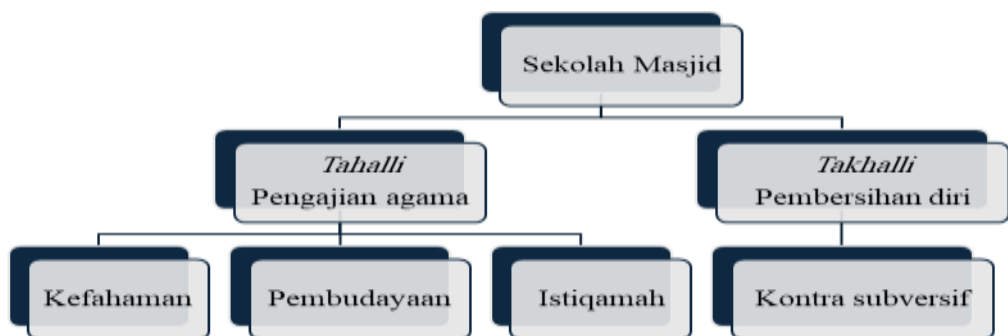 Sekolah Masjid
Tahalli
Pengajian agama
Takhalli
Pembersihan diri
Kefahaman
Pembudayaan
Istiqamah
Kontra subversif